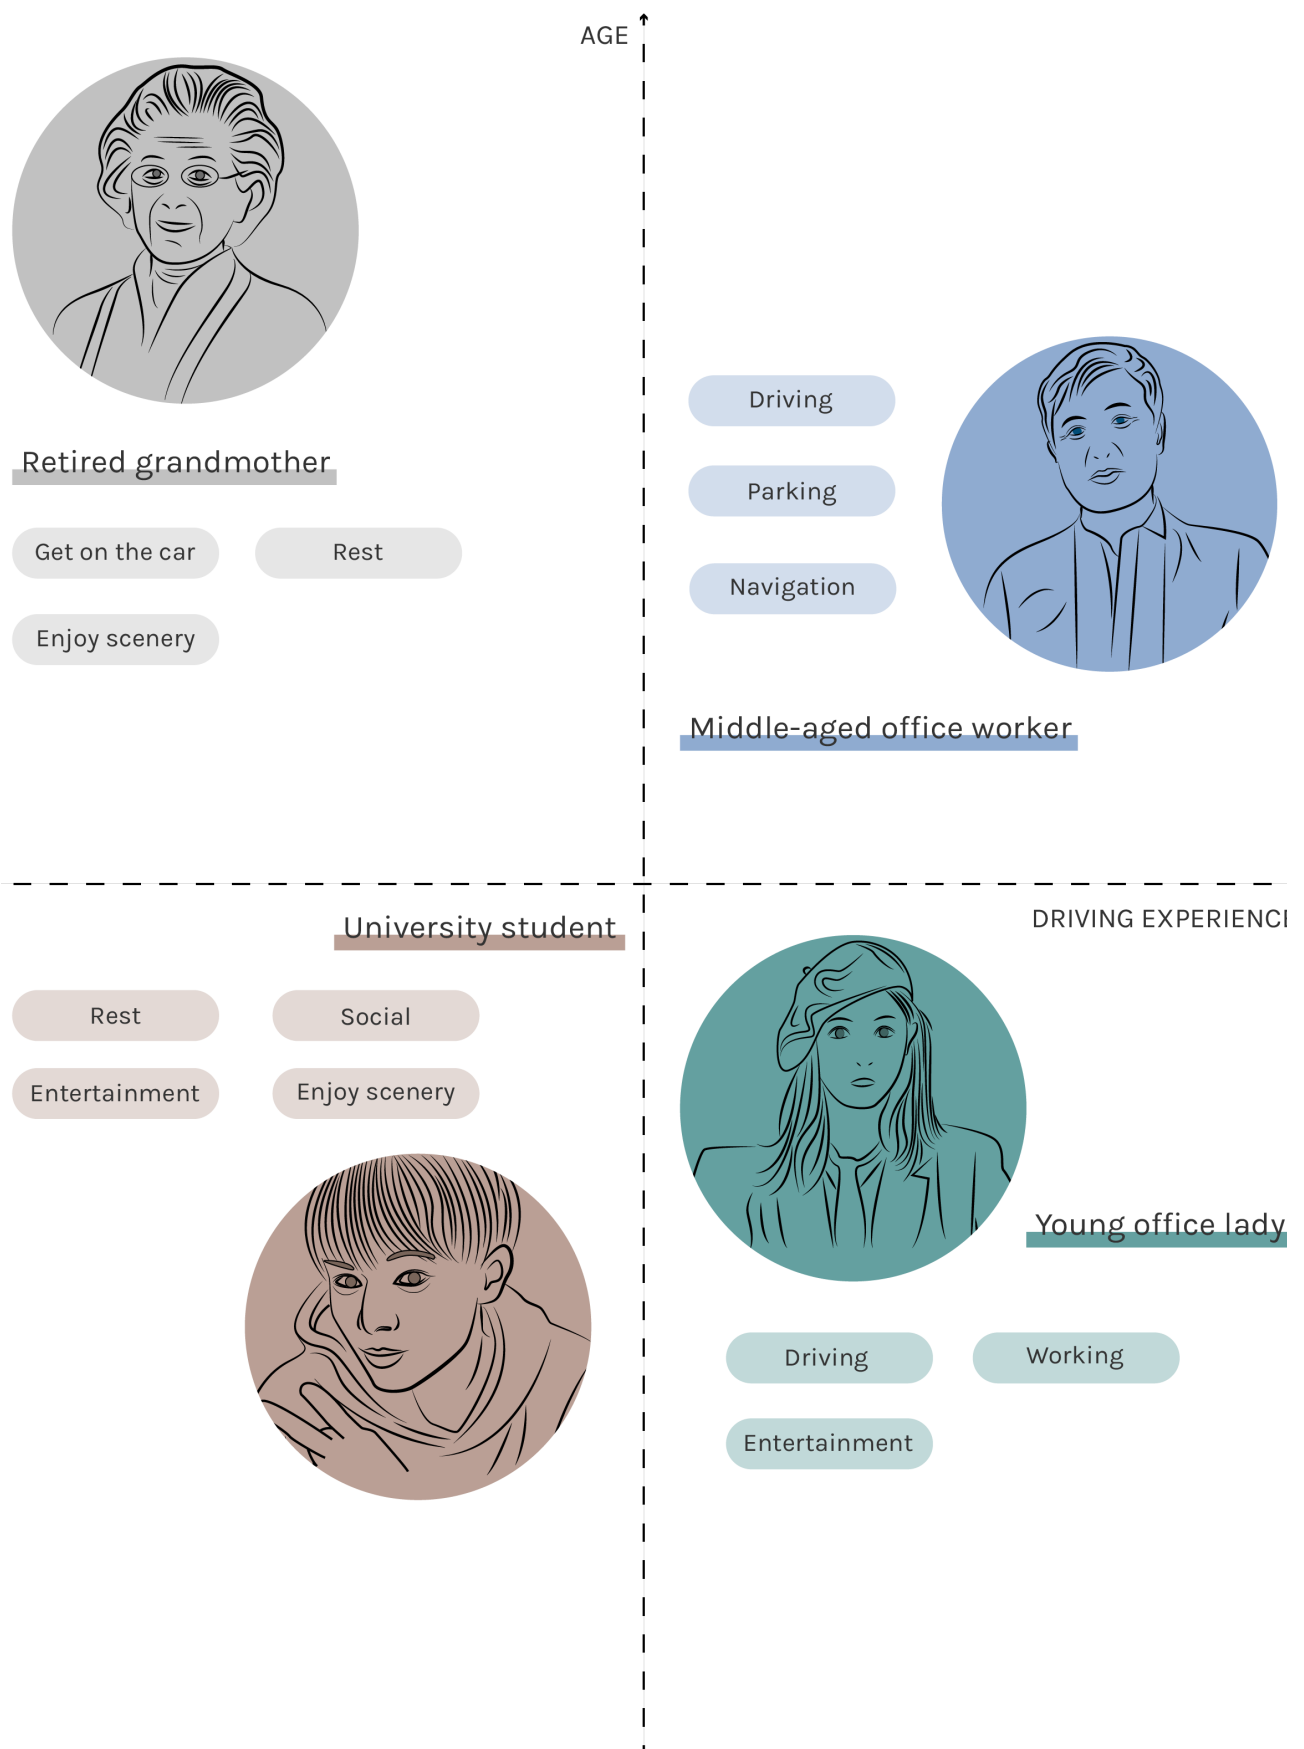 AGE
Retired grandmother
Get on the car
Rest
Enjoy scenery
Driving
Parking
Navigation
Middle-aged office worker
University student
Rest
Social
Entertainment
Enjoy scenery
DRIVING EXPERIENC
Young office lady
Driving
Working
Entertainment